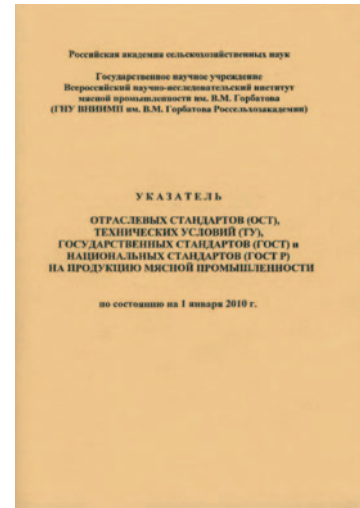 Российская академия сельскохозяйственных наук
Государственное научное учреждение
Всероссийский научно-исследовательский институт
мясной промышленности им. В.М. Горбатова
(ГНУ ВНИИМП им. В.М. Горбатова Россельхозакадемии)
УКАЗАТЕЛЬ
ОТРАСЛЕВЫХ СТАНДАРТОВ (ОСТ),
ТЕХНИЧЕСКИХ УСЛОВИЙ (ТУ),
ГОСУДАРСТВЕННЫХ СТАНДАРТОВ (ГОСТ) и
НАЦИОНАЛЬНЫХ СТАНДАРТОВ (ГОСТ Р)
НА ПРОДУКЦИЮ МЯСНОЙ ПРОМЫШЛЕННОСТИ
по состоянию на 1 января 2010 г.